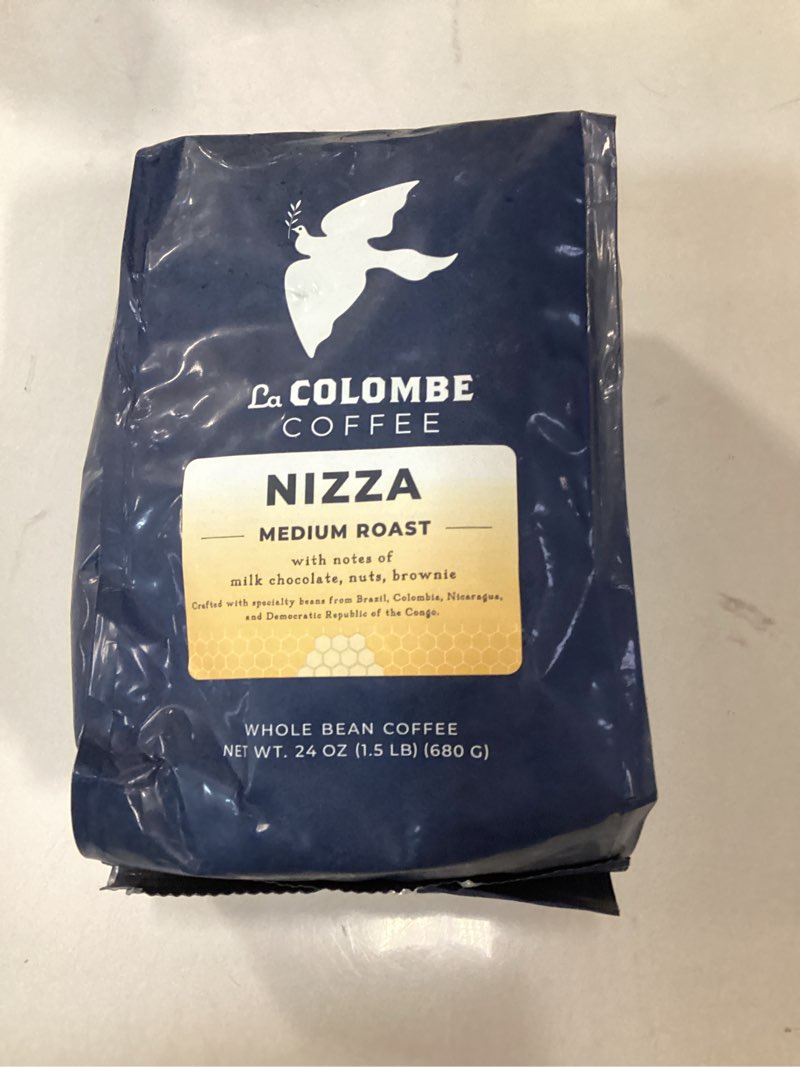 La COLOMBE
COFFEE
NIZZA
MEDIUM ROAST
with notes of
milk chocolate, nuts, brownie
Crafted with specialty beans from Brazil, Colombia, Nicaragua,
and Democratic Republic of the Congo.
WHOLE BEAN COFFEE
NET WT. 24 OZ (1.5 LB) (680 G)